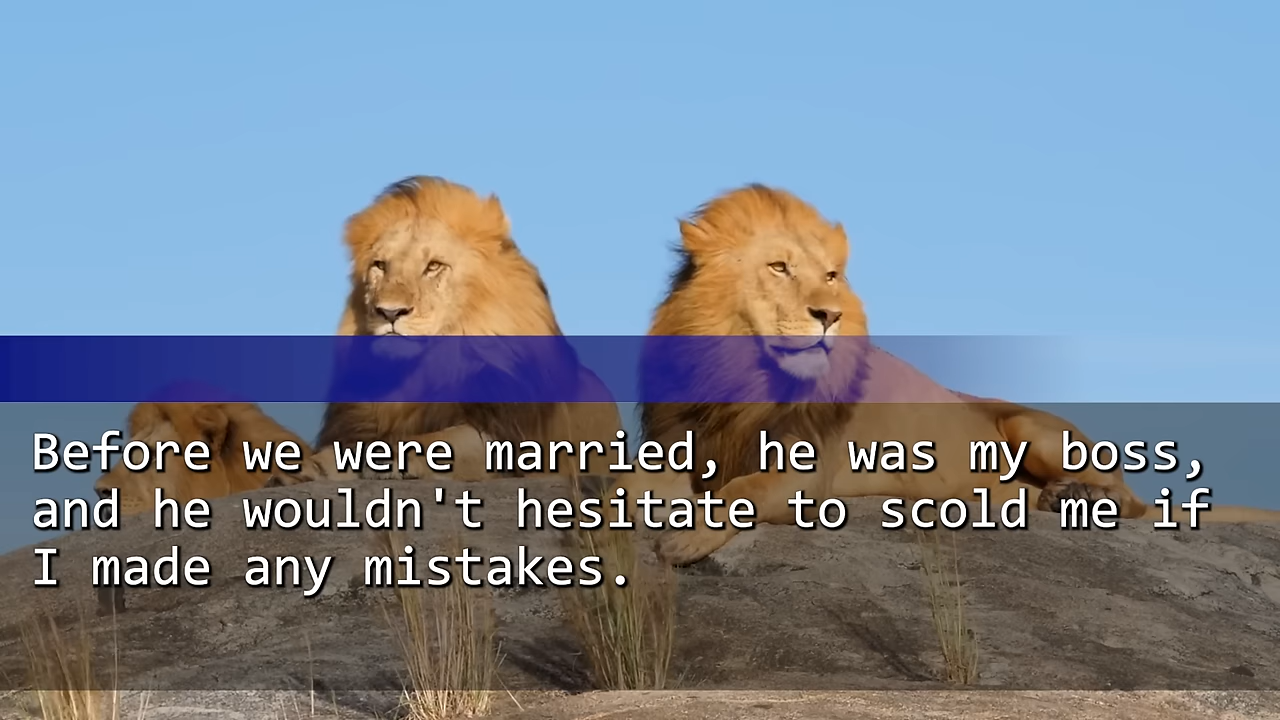 Before we were married, he was my boss,
and he wouldn't hesitate to scold me if
I made any mistakes.